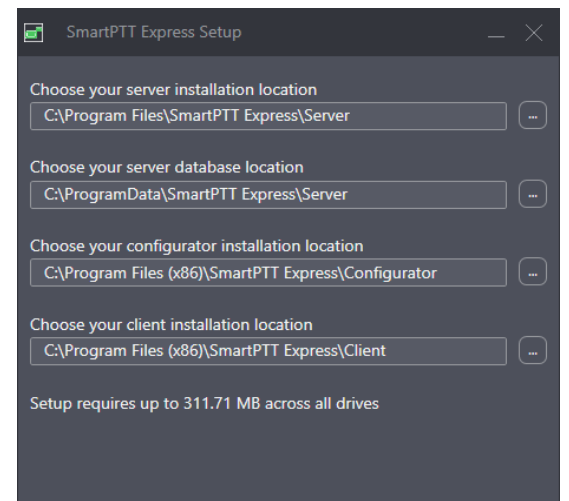 SmartPTT Express Setup
Choose your server installation location
C:\Program Files\SmartPTT Express\Server
...
Choose your server database location
C:\ProgramData\SmartPTT Express\Server
...
Choose your configurator installation location
C:\Program Files (x86)\SmartPTT Express\Configurator
...
Choose your client installation location
C:\Program Files (x86)\SmartPTT Express\Client
...
Setup requires up to 311.71 MB across all drives